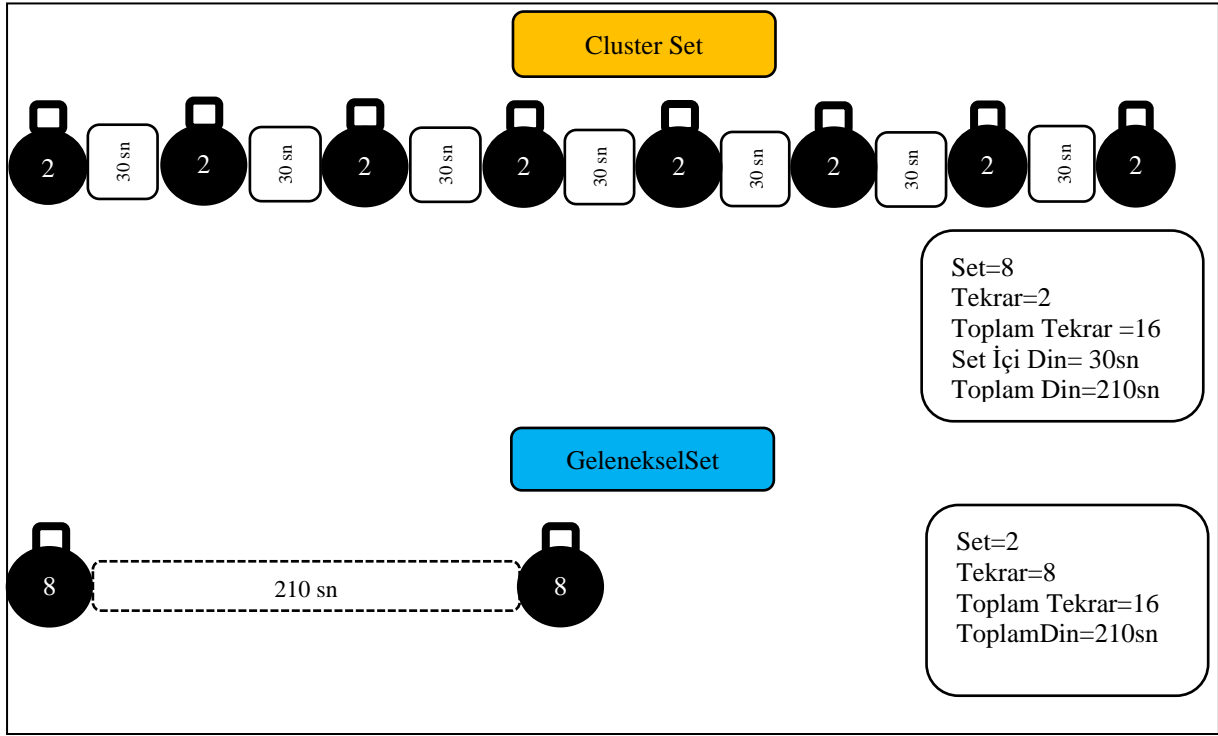 Cluster Set
2 30 sn 2 30 sn 2 30 sn 2 30 sn 2 30 sn 2 30 sn 2 30 sn 2
Set=8
Tekrar=2
Toplam Tekrar =16
Set İçi Din= 30sn
Toplam Din=210sn
GelenekselSet
8 210 sn 8
Set=2
Tekrar=8
Toplam Tekrar=16
ToplamDin=210sn